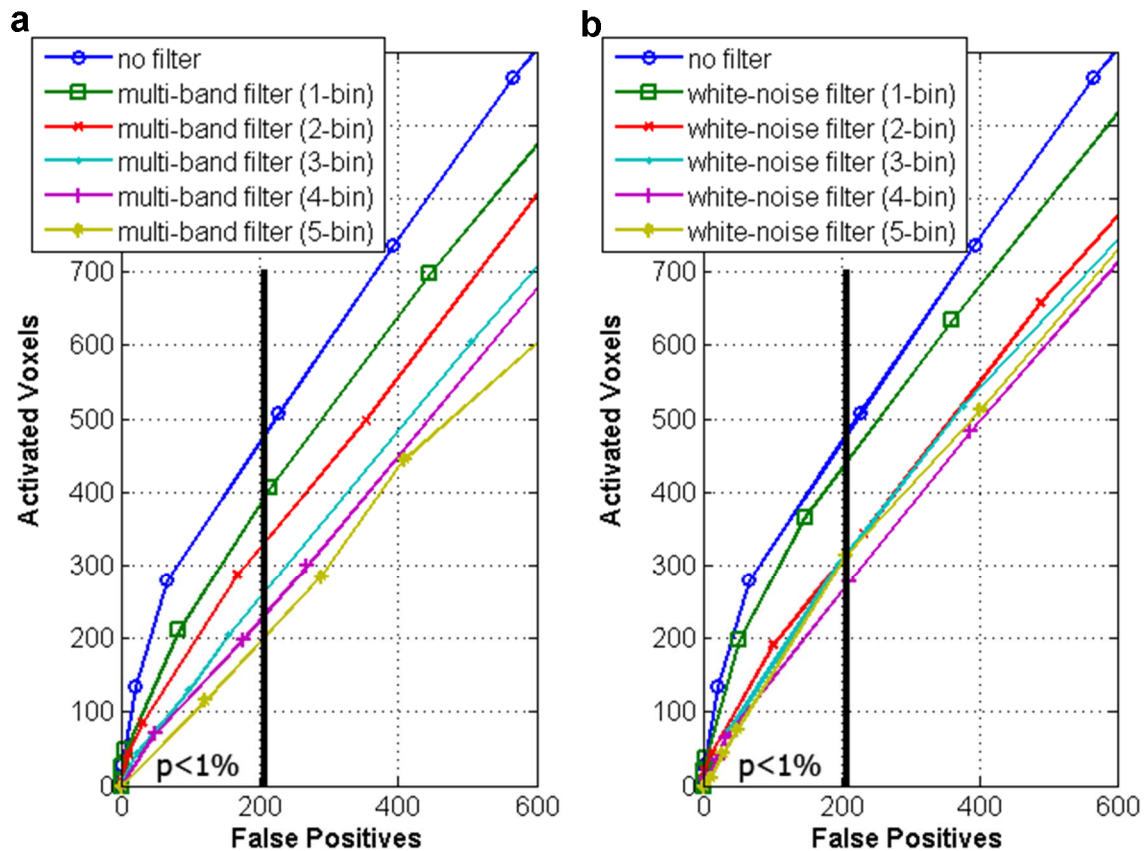 a
no filter
multi-band filter (1-bin)
multi-band filter (2-bin)
multi-band filter (3-bin)
multi-band filter (4-bin)
multi-band filter (5-bin)
Activated Voxels
700
600
500
400
300
200
100
0
p<1%
0
200
400
600
False Positives
b
no filter
white-noise filter (1-bin)
white-noise filter (2-bin)
white-noise filter (3-bin)
white-noise filter (4-bin)
white-noise filter (5-bin)
Activated Voxels
700
600
500
400
300
200
100
0
p<1%
0
200
400
600
False Positives